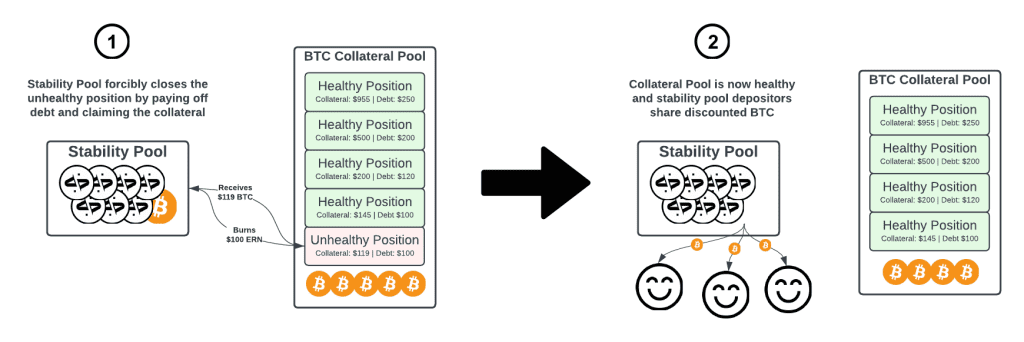 1
Stability Pool forcibly closes the
unhealthy position by paying off
debt and claiming the collateral
Stability Pool
Receives
$119 BTC
Burns
$100 ERN
BTC Collateral Pool
Healthy Position
Collateral: $955 | Debt: $250
Healthy Position
Collateral: $500 | Debt: $200
Healthy Position
Collateral: $200 | Debt: $120
Healthy Position
Collateral: $145 | Debt $100
Unhealthy Position
Collateral: $119 | Debt: $100
2
Collateral Pool is now healthy
and stability pool depositors
share discounted BTC
Stability Pool
BTC Collateral Pool
Healthy Position
Collateral: $955 | Debt: $250
Healthy Position
Collateral: $500 | Debt: $200
Healthy Position
Collateral: $200 | Debt: $120
Healthy Position
Collateral: $145 | Debt $100